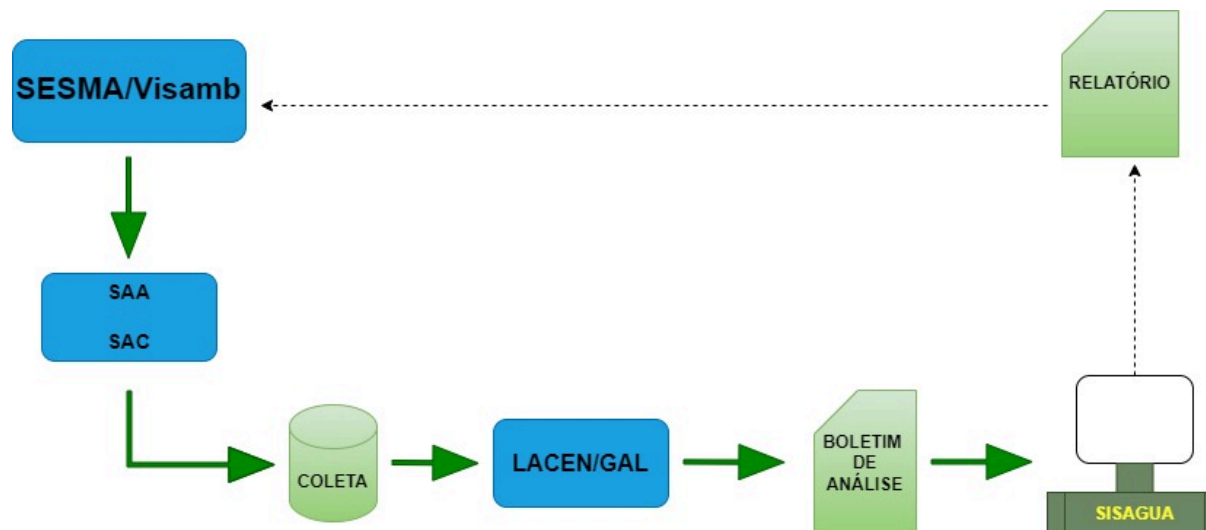 SESMA/Visamb
RELATÓRIO
SAA
SAC
COLETA
LACEN/GAL
BOLETIM
DE
ANÁLISE
SISAGUA